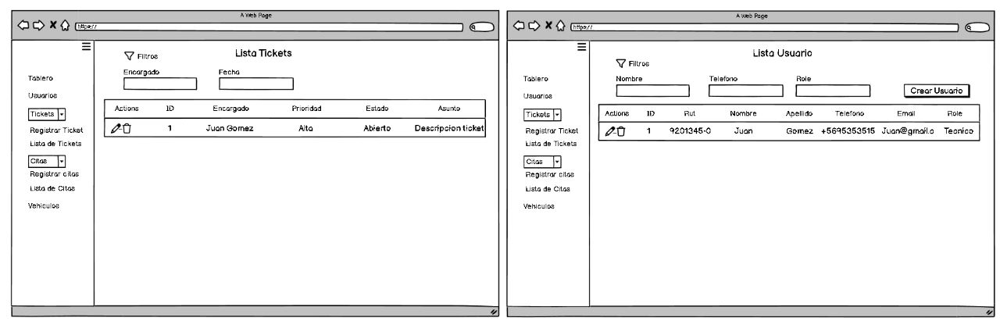 A Web Page
https://
Lista Tickets
Filtros
Encargado Fecha
Tablero
Usuarios
Tickets
Registrar Ticket
Lista de Tickets
Citas
Registrar citas
Lista de Citas
Vehiculos
Actions ID Encargado Prioridad Estado Asunto
1 Juan Gomez Alta Abierto Descripcion ticket
A Web Page
https://
Lista Usuario
Filtros
Nombre Telefono Role
Crear Usuario
Tablero
Usuarios
Tickets
Registrar Ticket
Lista de Tickets
Citas
Registrar citas
Lista de Citas
Vehiculos
Actions ID Rut Nombre Apellido Telefono Email Role
1 9201345-0 Juan Gomez +5695353515 Juan@gmail.c Tecnico